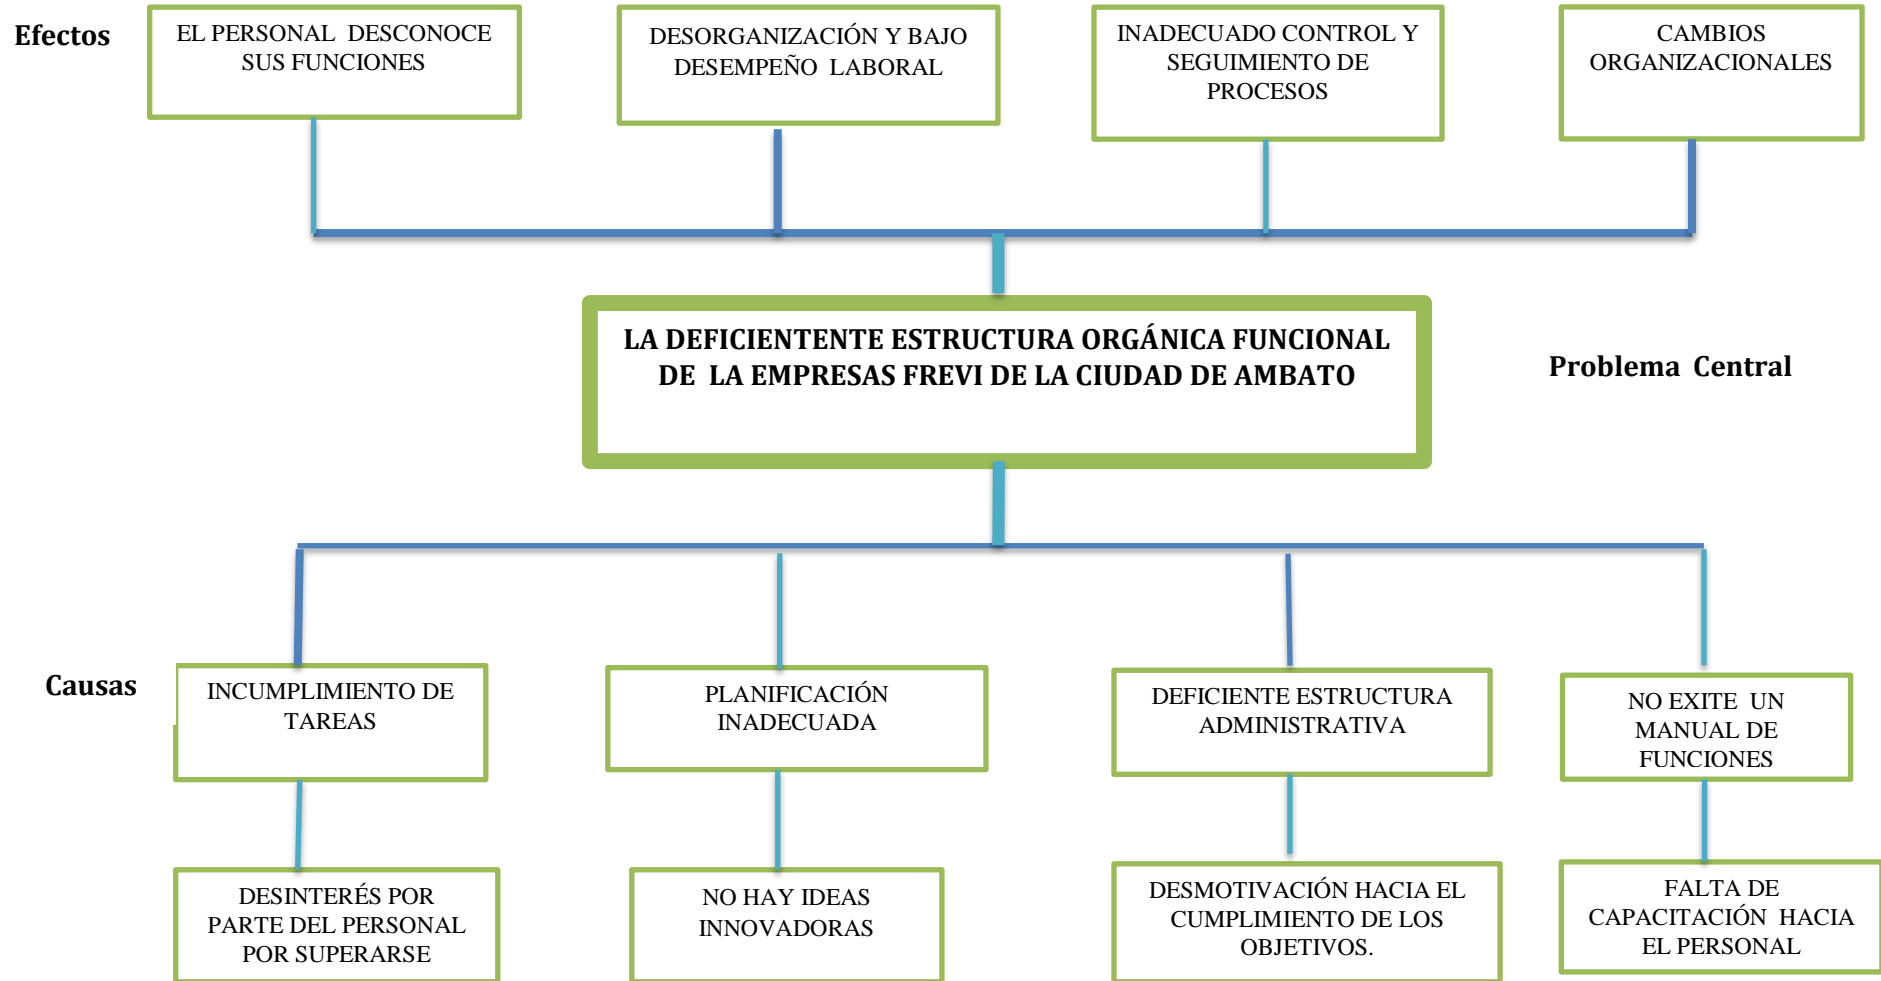 Efectos
EL PERSONAL DESCONOCE
SUS FUNCIONES
DESORGANIZACIÓN Y BAJO
DESEMPEÑO LABORAL
INADECUADO CONTROL Y
SEGUIMIENTO DE
PROCESOS
CAMBIOS
ORGANIZACIONALES
LA DEFICIENTENTE ESTRUCTURA ORGÁNICA FUNCIONAL
DE LA EMPRESAS FREVI DE LA CIUDAD DE AMBATO
Problema Central
Causas
INCUMPLIMIENTO DE
TAREAS
PLANIFICACIÓN
INADECUADA
DEFICIENTE ESTRUCTURA
ADMINISTRATIVA
NO EXITE UN
MANUAL DE
FUNCIONES
DESINTERÉS POR
PARTE DEL PERSONAL
POR SUPERARSE
NO HAY IDEAS
INNOVADORAS
DESMOTIVACIÓN HACIA EL
CUMPLIMIENTO DE LOS
OBJETIVOS.
FALTA DE
CAPACITACIÓN HACIA
EL PERSONAL